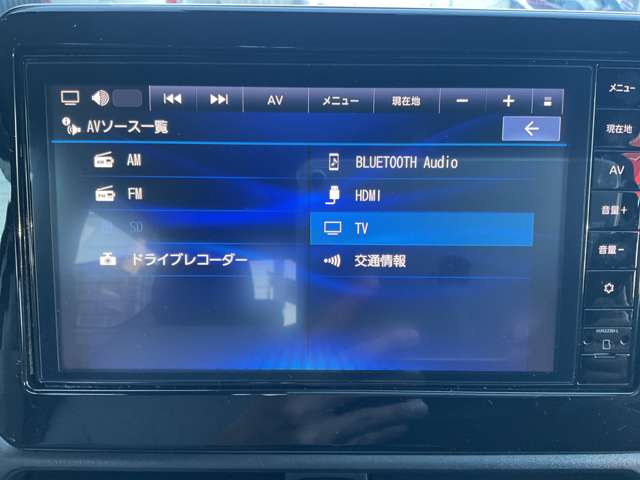 AV メニュー 現在地 − +
AVソース一覧
AM
BLUETOOTH Audio
FM
HDMI
SD
TV
ドライブレコーダー
交通情報
メニュー
現在地
AV
音量+
音量−